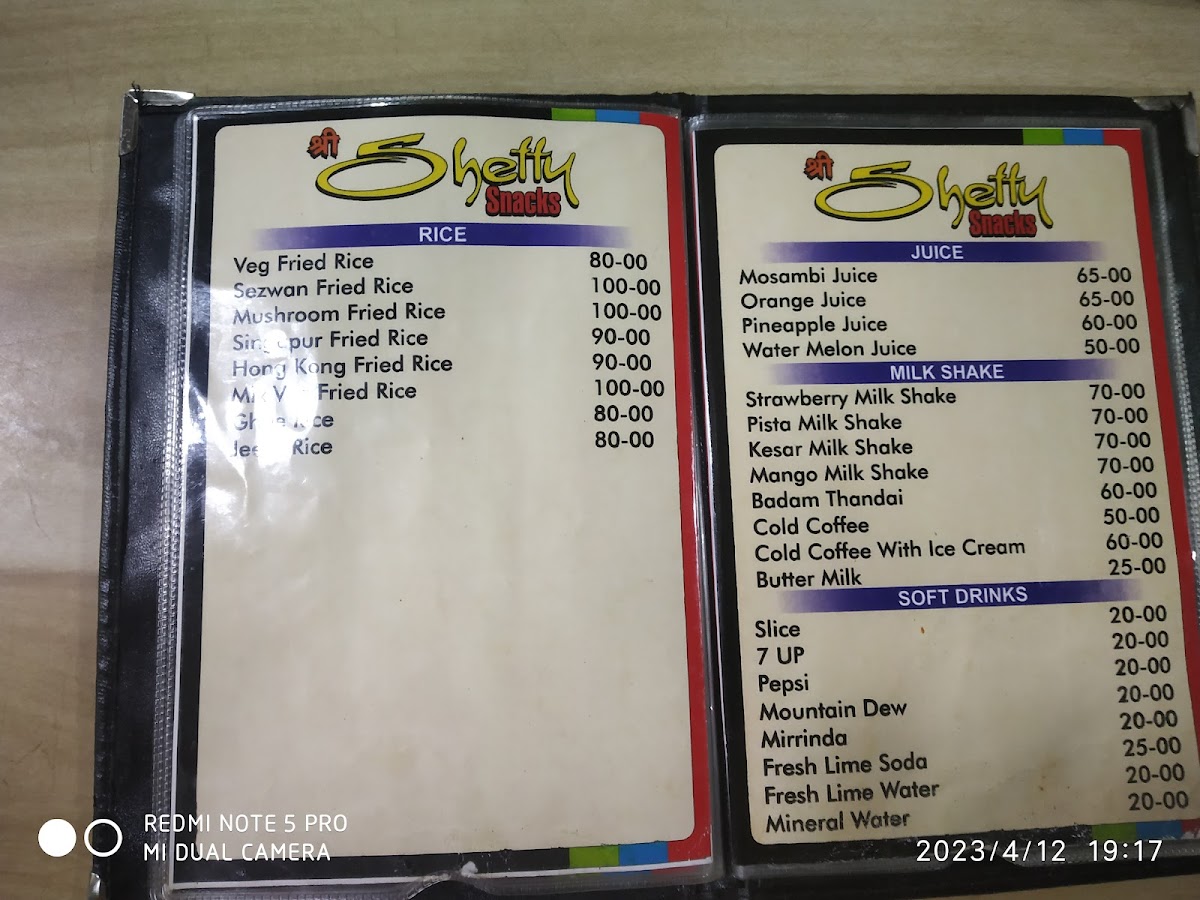 श्री Shetty
Snacks
RICE
Veg Fried Rice 80-00
Sezwan Fried Rice 100-00
Mushroom Fried Rice 100-00
Singapur Fried Rice 90-00
Hong Kong Fried Rice 90-00
Mix Veg Fried Rice 100-00
Ghee Rice 80-00
Jeera Rice 80-00
श्री Shetty
Snacks
JUICE
Mosambi Juice 65-00
Orange Juice 65-00
Pineapple Juice 60-00
Water Melon Juice 50-00
MILK SHAKE
Strawberry Milk Shake 70-00
Pista Milk Shake 70-00
Kesar Milk Shake 70-00
Mango Milk Shake 70-00
Badam Thandai 60-00
Cold Coffee 50-00
Cold Coffee With Ice Cream 60-00
Butter Milk 25-00
SOFT DRINKS
Slice 20-00
7 UP 20-00
Pepsi 20-00
Mountain Dew 20-00
Mirrinda 20-00
Fresh Lime Soda 25-00
Fresh Lime Water 20-00
Mineral Water 20-00
REDMI NOTE 5 PRO
MI DUAL CAMERA
2023/4/12 19:17